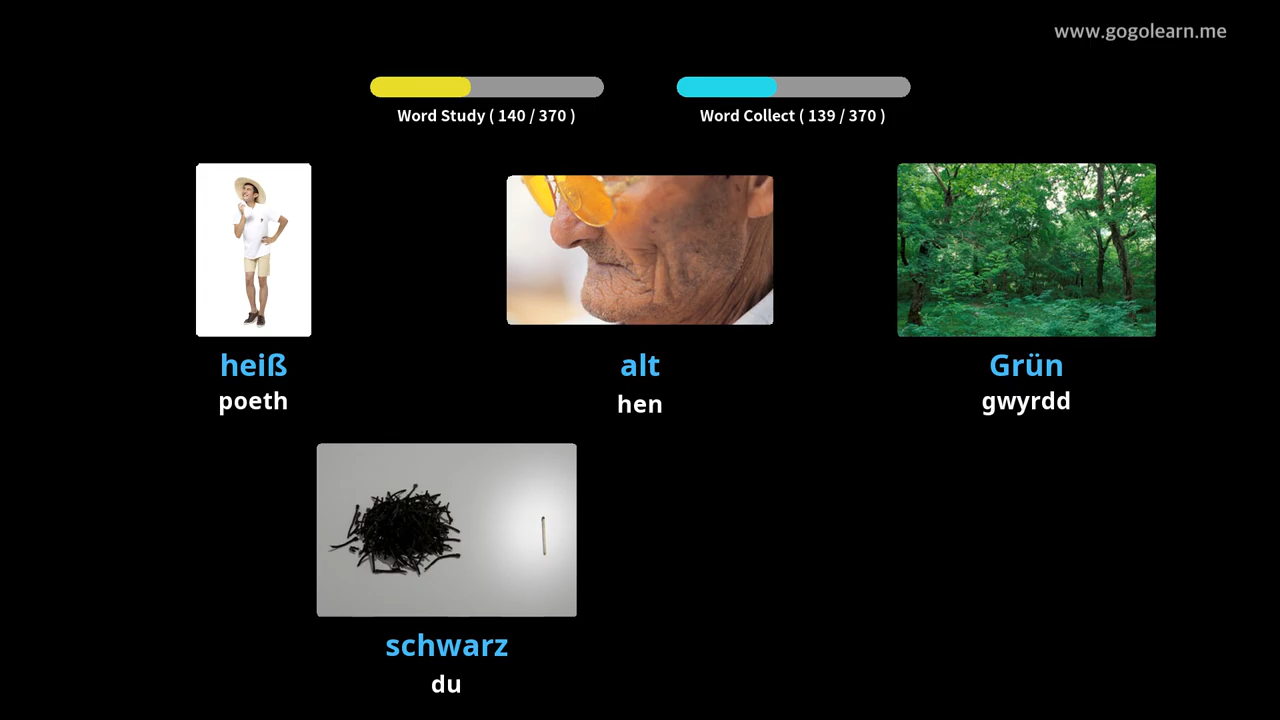 www.gogolearn.me
Word Study ( 140 / 370 )
Word Collect ( 139 / 370 )
heiß
poeth
alt
hen
Grün
gwyrdd
schwarz
du